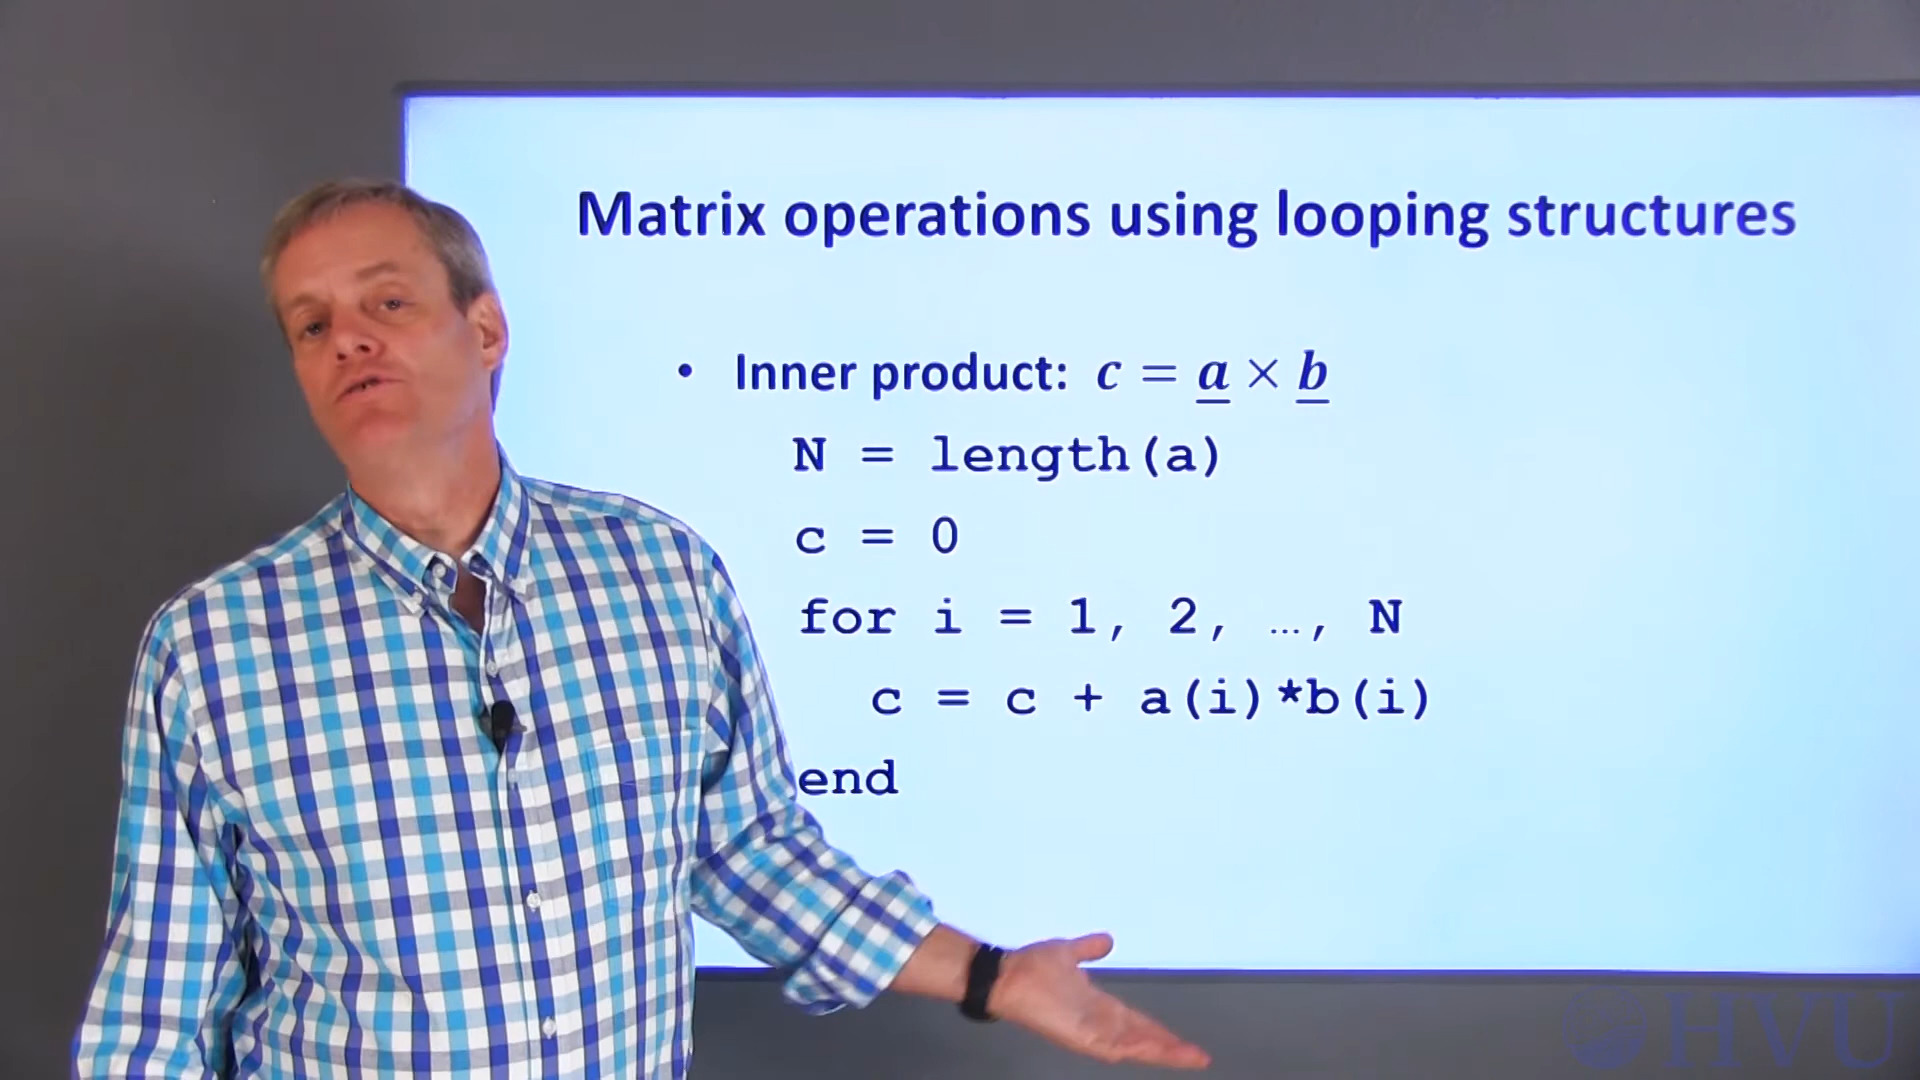 Matrix operations using looping structures
• Inner product: c = a × b
N = length(a)
c = 0
for i = 1, 2, …, N
c = c + a(i)*b(i)
end
HVU